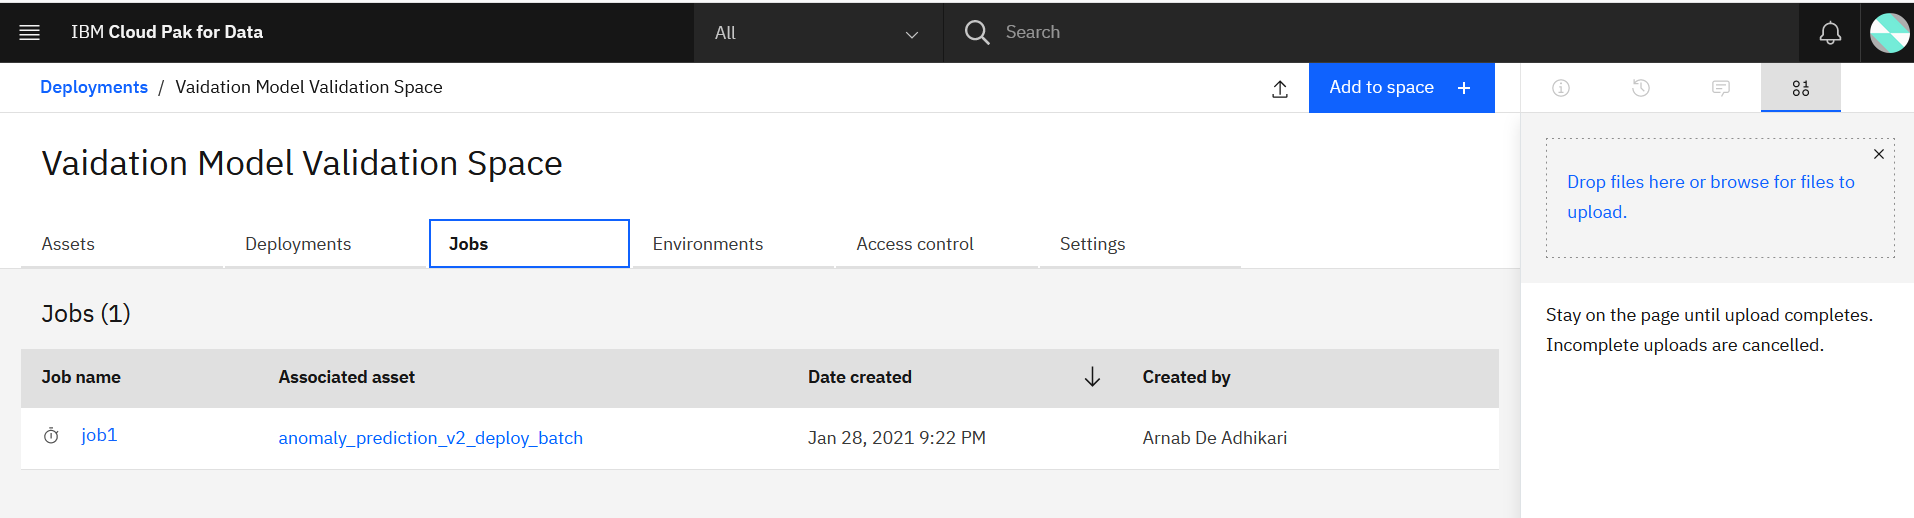 IBM Cloud Pak for Data
All
Search
Deployments / Vaidation Model Validation Space
Add to space +
Vaidation Model Validation Space
Assets
Deployments
Jobs
Environments
Access control
Settings
Jobs (1)
Job name Associated asset Date created Created by
job1 anomaly_prediction_v2_deploy_batch Jan 28, 2021 9:22 PM Arnab De Adhikari
Drop files here or browse for files to
upload.
Stay on the page until upload completes.
Incomplete uploads are cancelled.